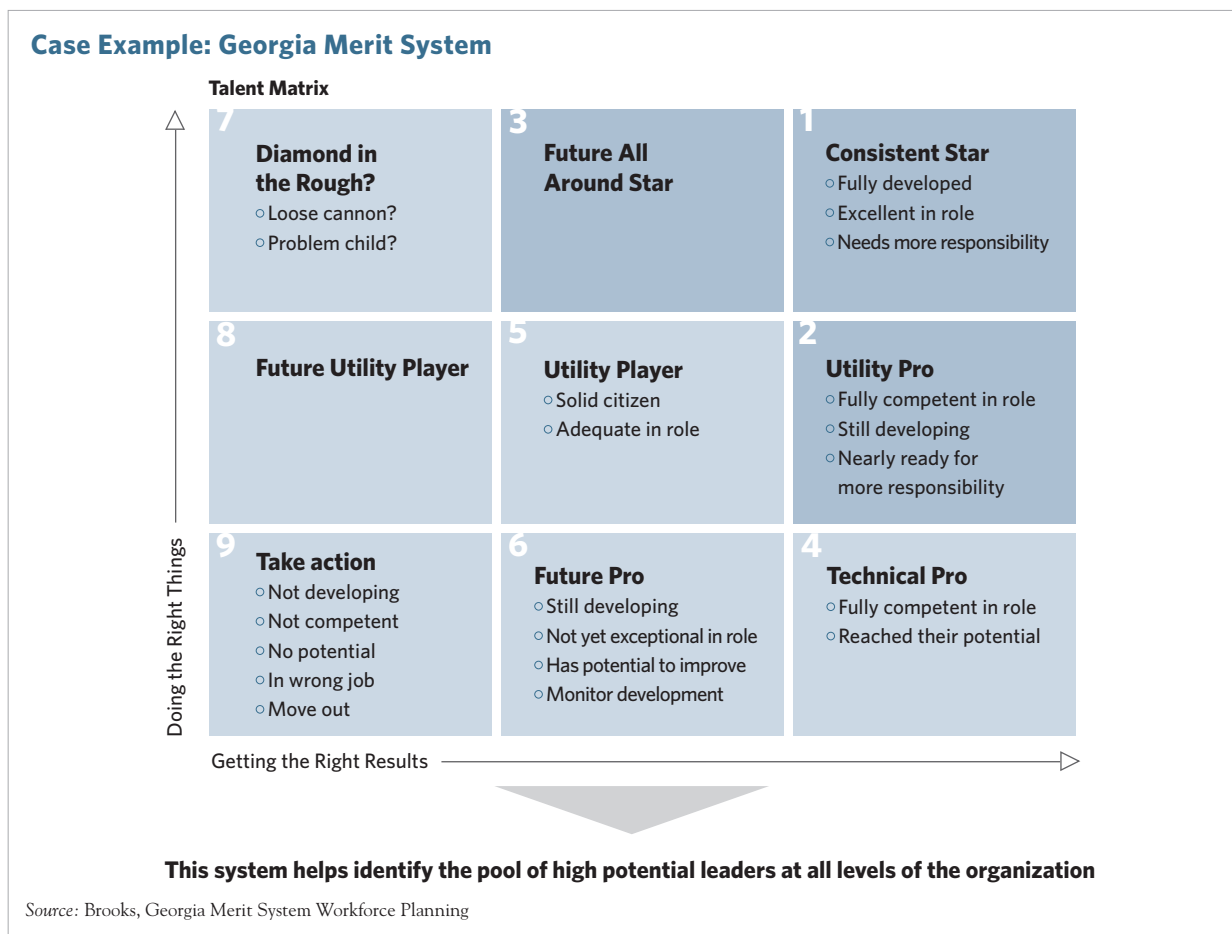 Case Example: Georgia Merit System
Talent Matrix
7
Diamond in
the Rough?
Loose cannon?
Problem child?
3
Future All
Around Star
1
Consistent Star
Fully developed
Excellent in role
Needs more responsibility
8
Future Utility Player
5
Utility Player
Solid citizen
Adequate in role
2
Utility Pro
Fully competent in role
Still developing
Nearly ready for
more responsibility
9
Take action
Not developing
Not competent
No potential
In wrong job
Move out
6
Future Pro
Still developing
Not yet exceptional in role
Has potential to improve
Monitor development
4
Technical Pro
Fully competent in role
Reached their potential
Doing the Right Things
Getting the Right Results
This system helps identify the pool of high potential leaders at all levels of the organization
Source: Brooks, Georgia Merit System Workforce Planning